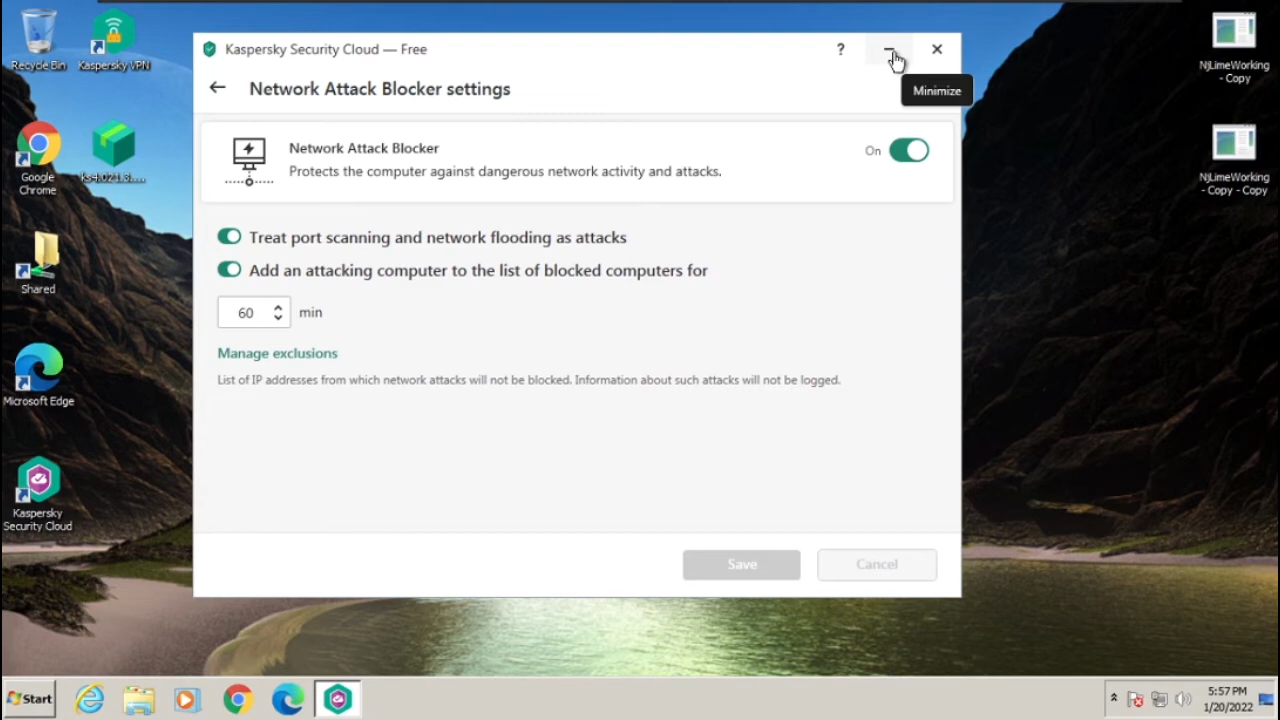 Recycle Bin
Kaspersky VPN
Google
Chrome
Shared
Microsoft Edge
Kaspersky
Security Cloud
Kaspersky Security Cloud — Free
?
Minimize
Network Attack Blocker settings
Network Attack Blocker
Protects the computer against dangerous network activity and attacks.
On
Treat port scanning and network flooding as attacks
Add an attacking computer to the list of blocked computers for
60 min
Manage exclusions
List of IP addresses from which network attacks will not be blocked. Information about such attacks will not be logged.
Save
Cancel
NjLimeWorking
- Copy
NjLimeWorking
- Copy - Copy
Start
5:57 PM
1/20/2022